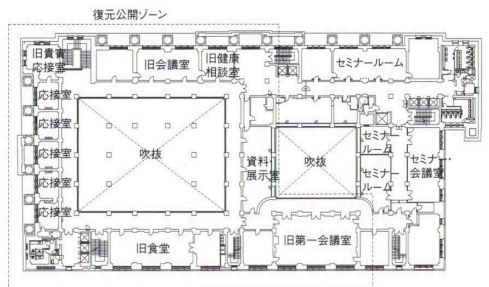 復元公開ゾーン
旧貴賓
応接室
旧会議室
旧健康
相談室
セミナールーム
応接室
応接室
応接室
応接室
応接室
吹抜
資料・
展示室
吹抜
セミナー
ルーム
セミナー
ルーム
セミナー
会議室
旧食堂
旧第一会議室